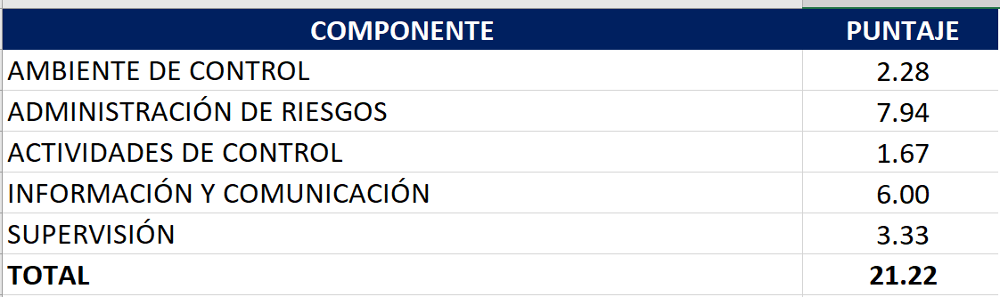 COMPONENTE PUNTAJE
AMBIENTE DE CONTROL 2.28
ADMINISTRACIÓN DE RIESGOS 7.94
ACTIVIDADES DE CONTROL 1.67
INFORMACIÓN Y COMUNICACIÓN 6.00
SUPERVISIÓN 3.33
TOTAL 21.22